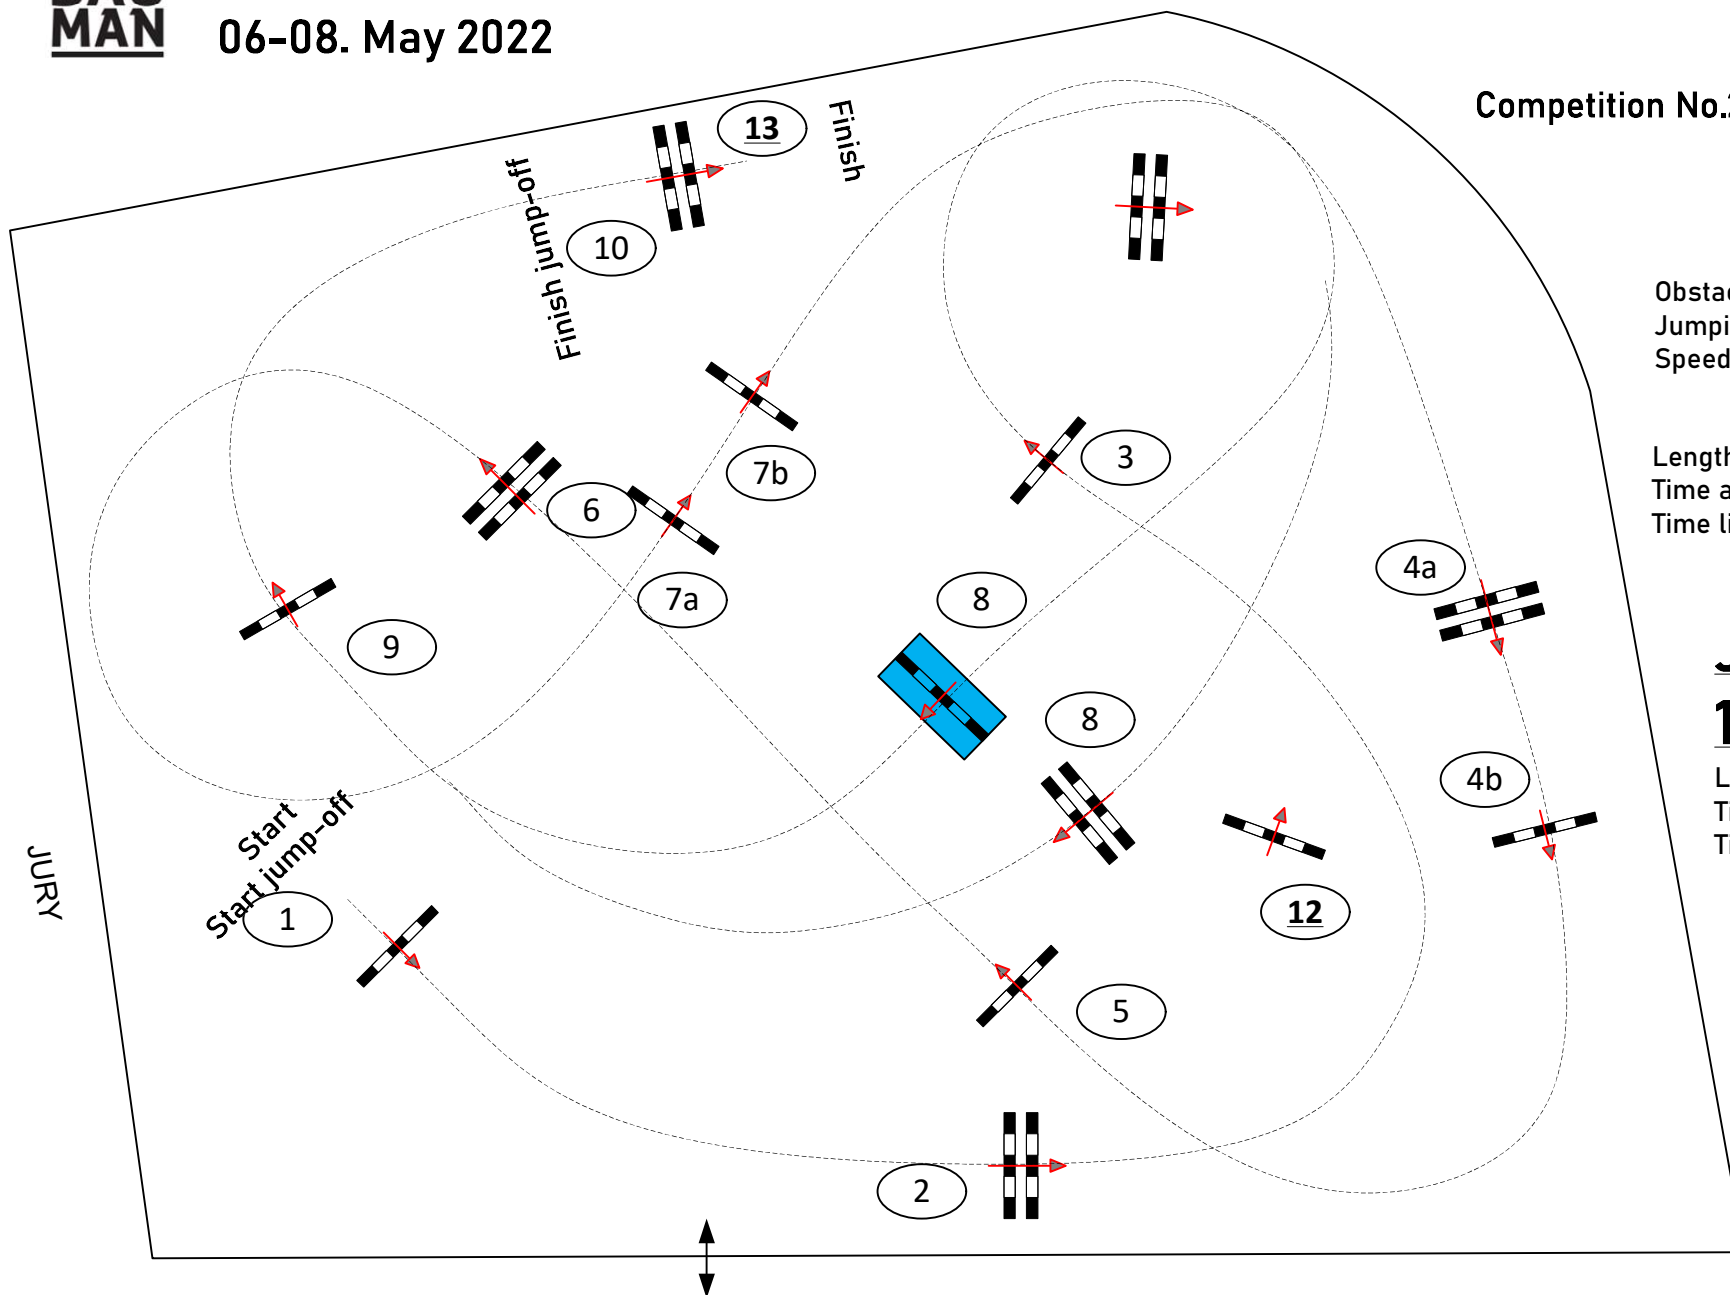 MAN
06-08. May 2022
Competition No.
13
Finish
Finish jump-off
10
Speed
7b
3
6
7a
4a
8
9
8
4b
Start
Start jump-off
JURY
1
12
5
2